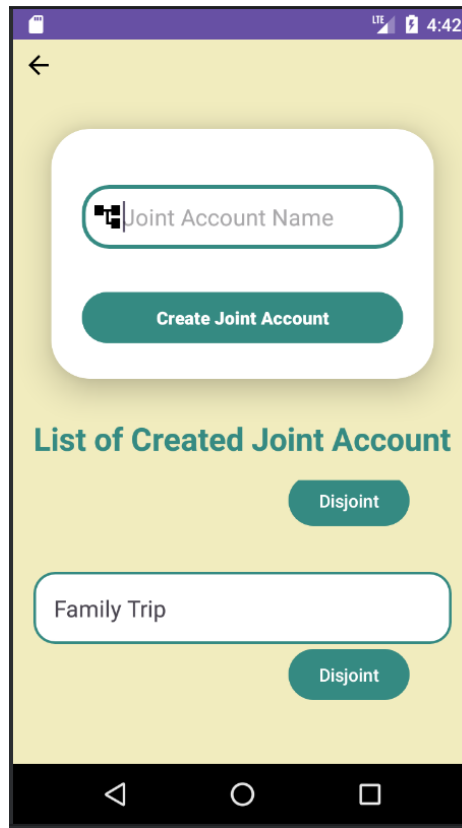 LTE 4:42
Joint Account Name
Create Joint Account
List of Created Joint Account
Disjoint
Family Trip
Disjoint